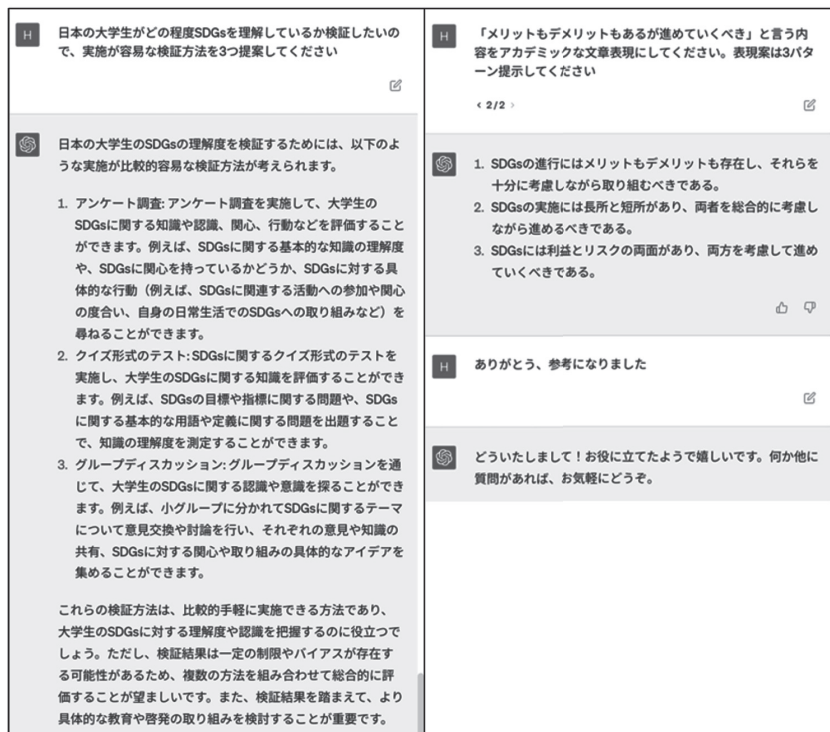 H
日本の大学生がどの程度SDGsを理解しているか検証したいの
で、実施が容易な検証方法を3つ提案してください
日本の大学生のSDGsの理解度を検証するためには、以下のよ
うな実施が比較的容易な検証方法が考えられます。
1. アンケート調査: アンケート調査を実施して、大学生の
SDGsに関する知識や認識、関心、行動などを評価すること
ができます。例えば、SDGsに関する基本的な知識の理解度
や、SDGsに関心を持っているかどうか、SDGsに対する具
体的な行動（例えば、SDGsに関連する活動への参加や関心
の度合い、自身の日常生活でのSDGsへの取り組みなど）を
尋ねることができます。
2. クイズ形式のテスト: SDGsに関するクイズ形式のテストを
実施し、大学生のSDGsに関する知識を評価することができ
ます。例えば、SDGsの目標や指標に関する問題や、SDGs
に関する基本的な用語や定義に関する問題を出題すること
で、知識の理解度を測定することができます。
3. グループディスカッション: グループディスカッションを通
じて、大学生のSDGsに関する認識や意識を探ることができ
ます。例えば、小グループに分かれてSDGsに関するテーマ
について意見交換や討論を行い、それぞれの意見や知識の
共有、SDGsに対する関心や取り組みの具体的なアイデアを
集めることができます。
これらの検証方法は、比較的手軽に実施できる方法であり、
大学生のSDGsに対する理解度や認識を把握するのに役立つで
しょう。ただし、検証結果は一定の制限やバイアスが存在す
る可能性があるため、複数の方法を組み合わせて総合的に評
価することが望ましいです。また、検証結果を踏まえて、より
具体的な教育や啓発の取り組みを検討することが重要です。
H
「メリットもデメリットもあるが進めていくべき」と言う内
容をアカデミックな文章表現にしてください。表現案は3パタ
ーン提示してください
< 2/2 >
1. SDGsの進行にはメリットもデメリットも存在し、それらを
十分に考慮しながら取り組むべきである。
2. SDGsの実施には長所と短所があり、両者を総合的に考慮し
ながら進めるべきである。
3. SDGsには利益とリスクの両面があり、両方を考慮して進め
ていくべきである。
H
ありがとう、参考になりました
どういたしまして！お役に立てたようで嬉しいです。何か他に
質問があれば、お気軽にどうぞ。